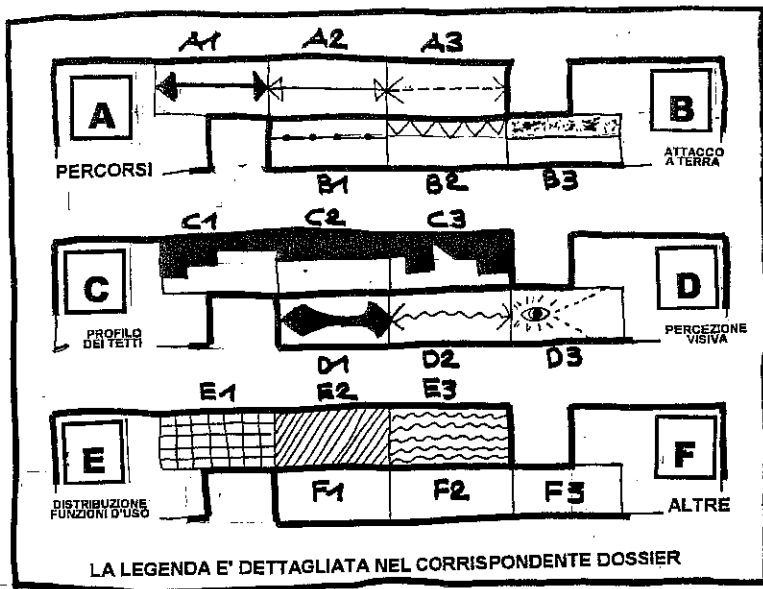 A1 A2 A3
A B
PERCORSI
ATTACCO
A TERRA
B1 B2 B3
C1 C2 C3
C D
PROFILO
DEI TETTI
PERCEZIONE
VISIVA
D1 D2 D3
E1 E2 E3
E F
DISTRIBUZIONE
FUNZIONI D'USO
F1 F2 F3
ALTRE
LA LEGENDA E' DETTAGLIATA NEL CORRISPONDENTE DOSSIER